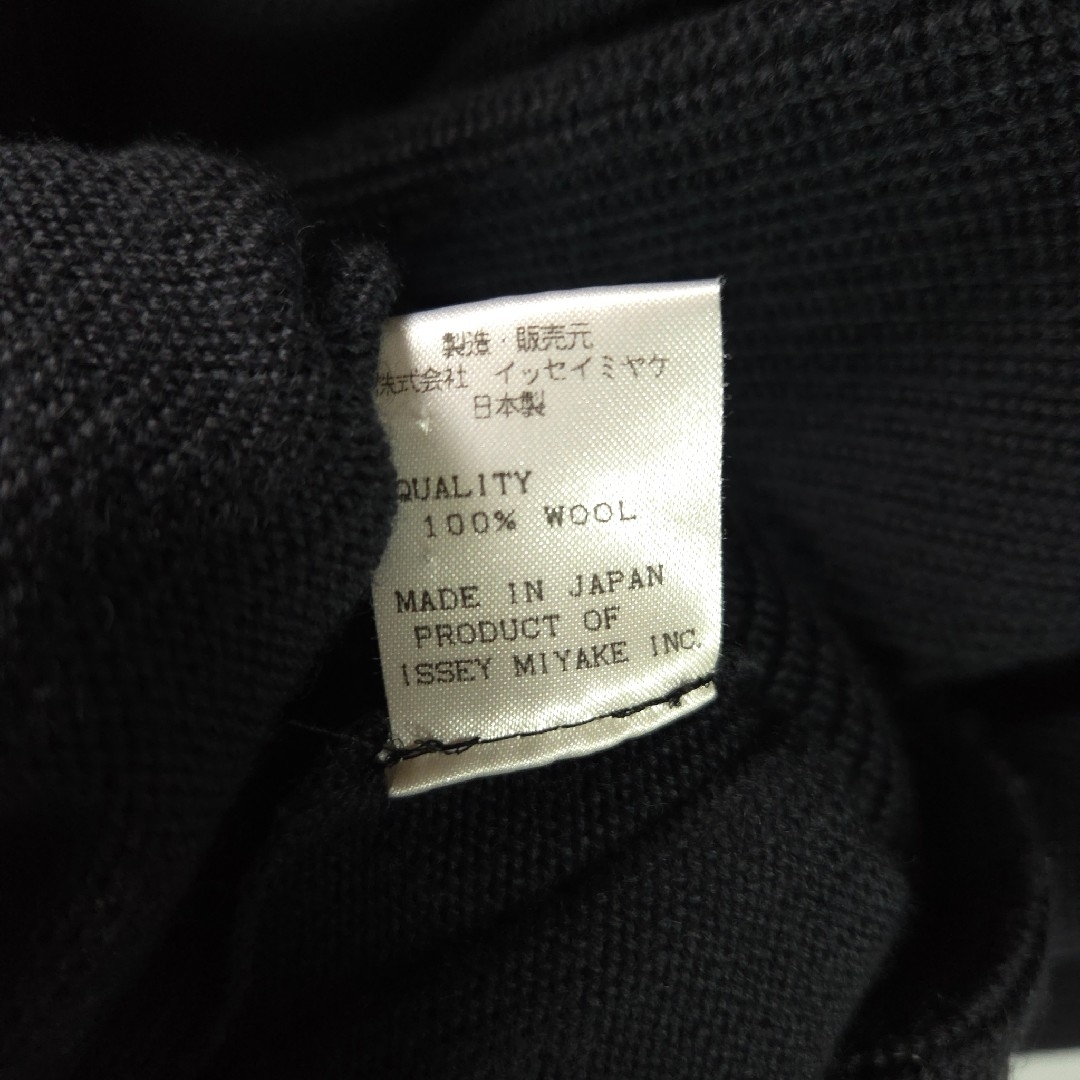 製造・販売元
株式会社 イッセイミヤケ
日本製
QUALITY
100% WOOL
MADE IN JAPAN
PRODUCT OF
ISSEY MIYAKE INC.